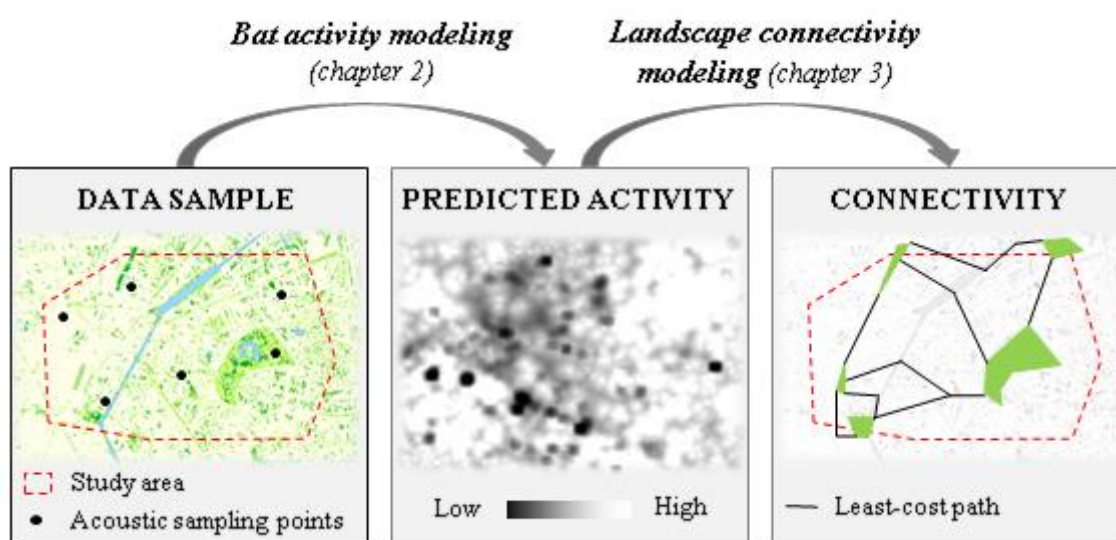 Bat activity modeling
(chapter 2)
Landscape connectivity
modeling (chapter 3)
DATA SAMPLE
Study area
Acoustic sampling points
PREDICTED ACTIVITY
Low High
CONNECTIVITY
Least-cost path